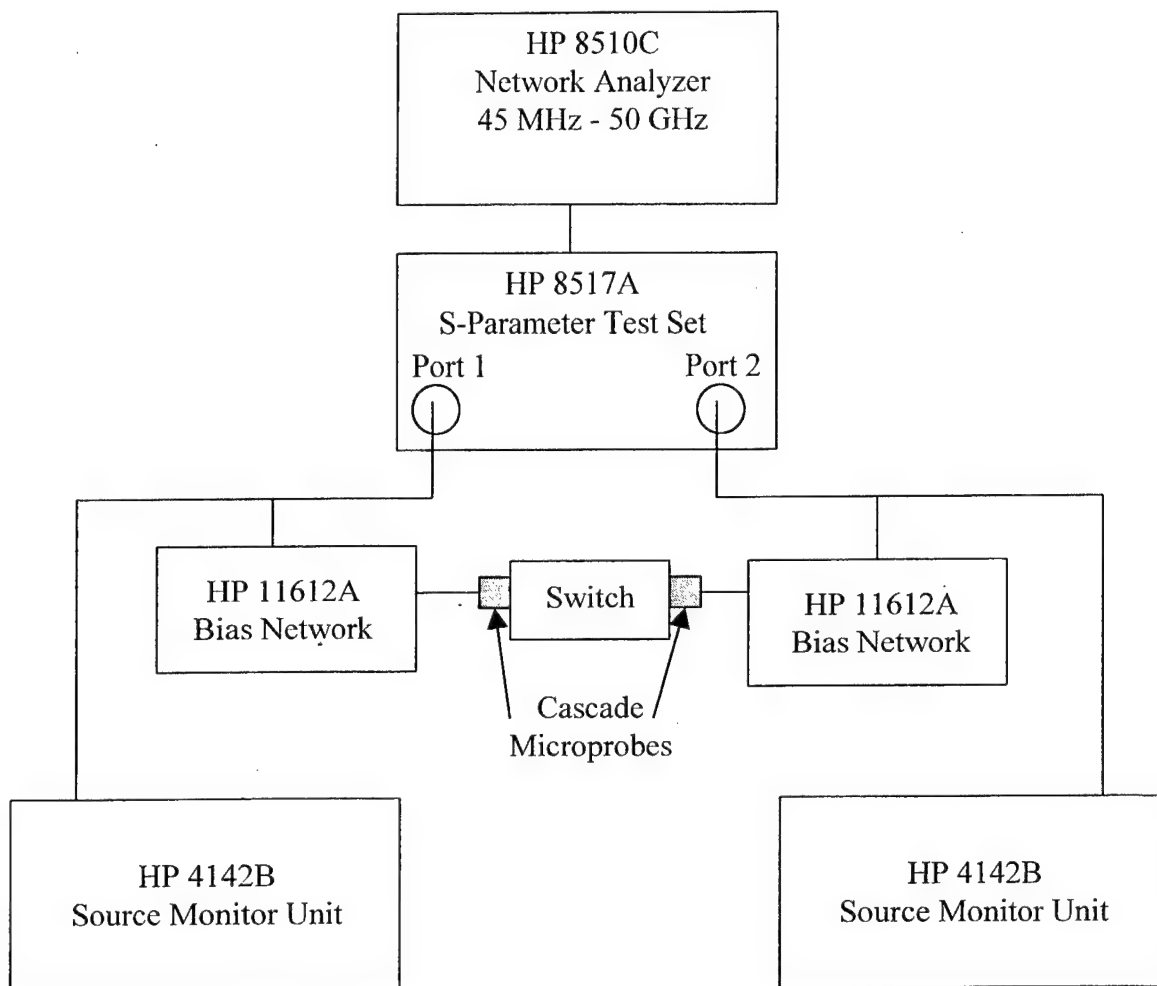 HP 8510C
Network Analyzer
45 MHz - 50 GHz
HP 8517A
S-Parameter Test Set
Port 1
Port 2
HP 11612A
Bias Network
Switch
HP 11612A
Bias Network
Cascade
Microprobes
HP 4142B
Source Monitor Unit
HP 4142B
Source Monitor Unit